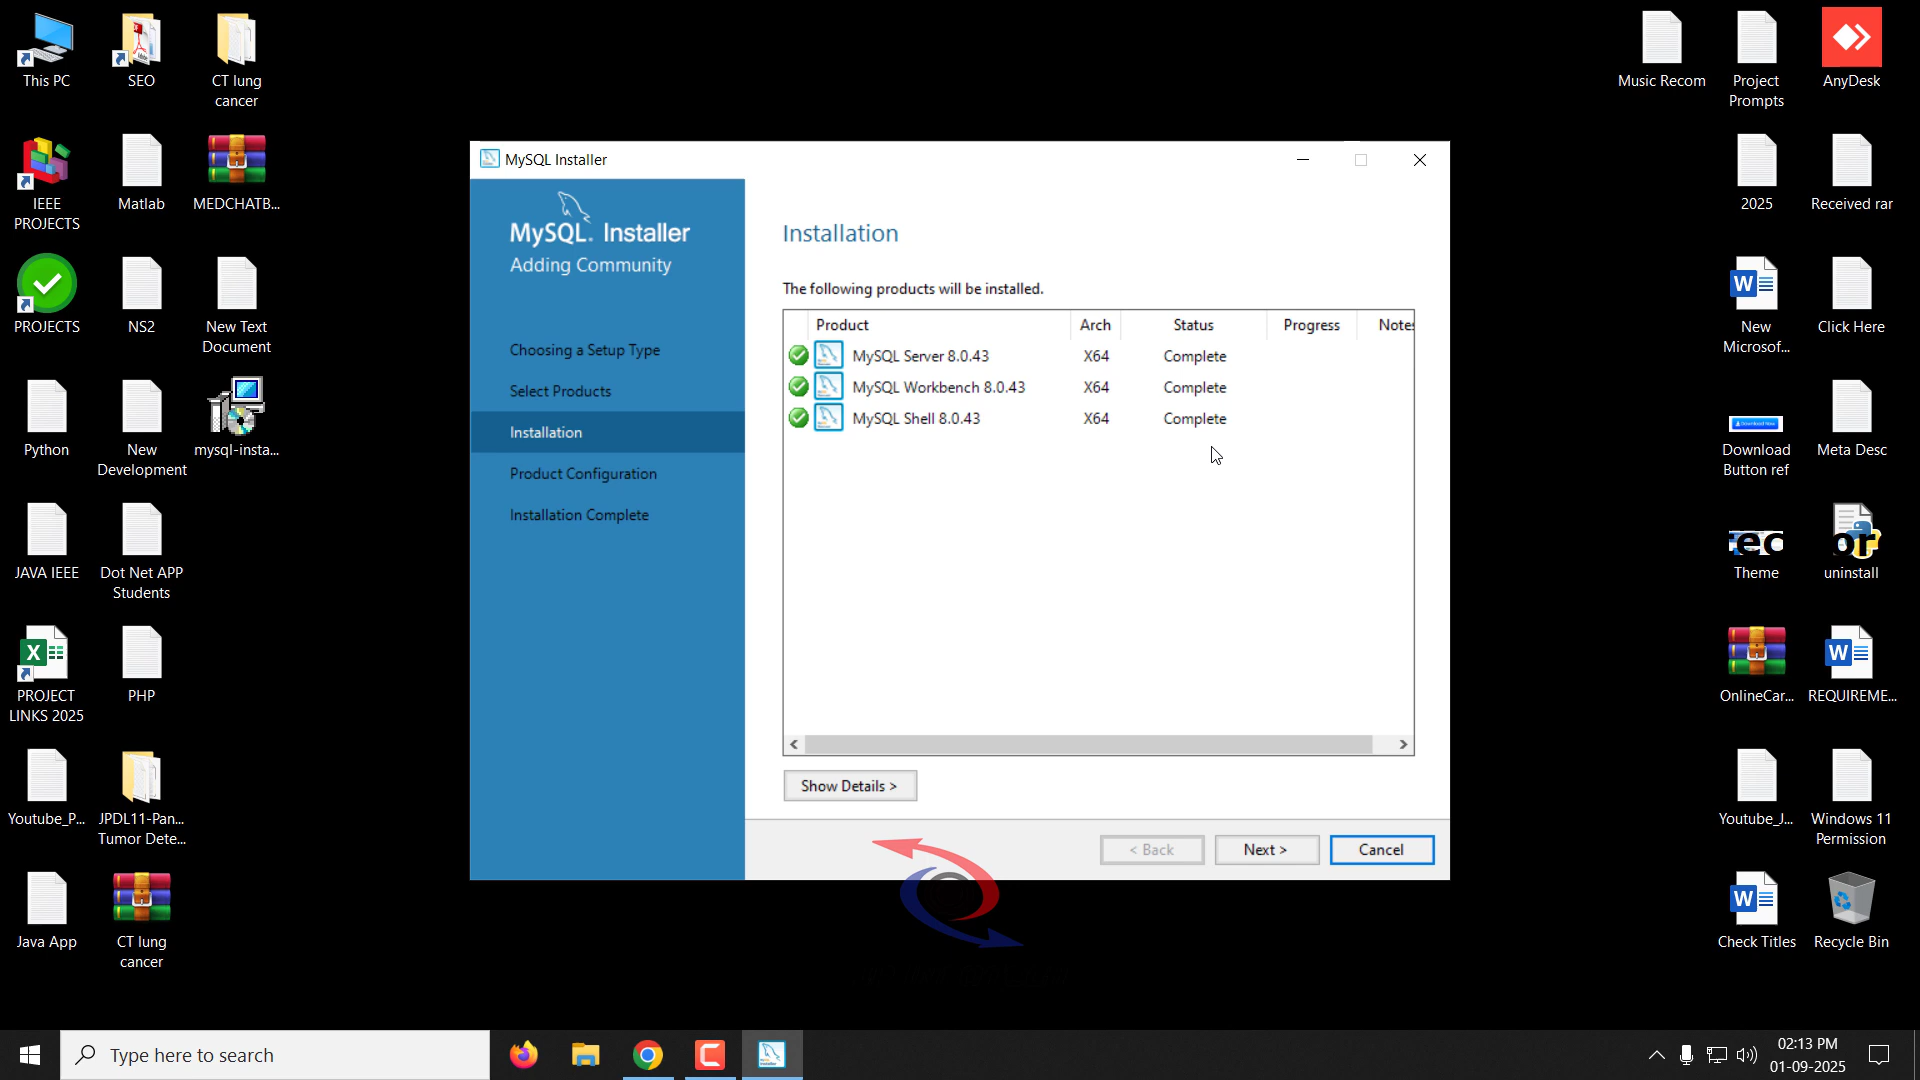 This PC
SEO
CT lung
cancer
IEEE
PROJECTS
Matlab
MEDCHATB...
PROJECTS
NS2
New Text
Document
Python
New
Development
mysql-insta...
JAVA IEEE
Dot Net APP
Students
PROJECT
LINKS 2025
PHP
Youtube_P...
JPDL11-Pan...
Tumor Dete...
Java App
CT lung
cancer
MySQL Installer
MySQL. Installer
Adding Community
Choosing a Setup Type
Select Products
Installation
Product Configuration
Installation Complete
Installation
The following products will be installed.
Product Arch Status Progress Notes
MySQL Server 8.0.43 X64 Complete
MySQL Workbench 8.0.43 X64 Complete
MySQL Shell 8.0.43 X64 Complete
Show Details >
< Back Next > Cancel
Music Recom
Project
Prompts
AnyDesk
2025
Received rar
New
Microsof...
Click Here
Download
Button ref
Meta Desc
Theme
uninstall
OnlineCar...
REQUIREME...
Youtube_J...
Windows 11
Permission
Check Titles
Recycle Bin
Type here to search
02:13 PM
01-09-2025